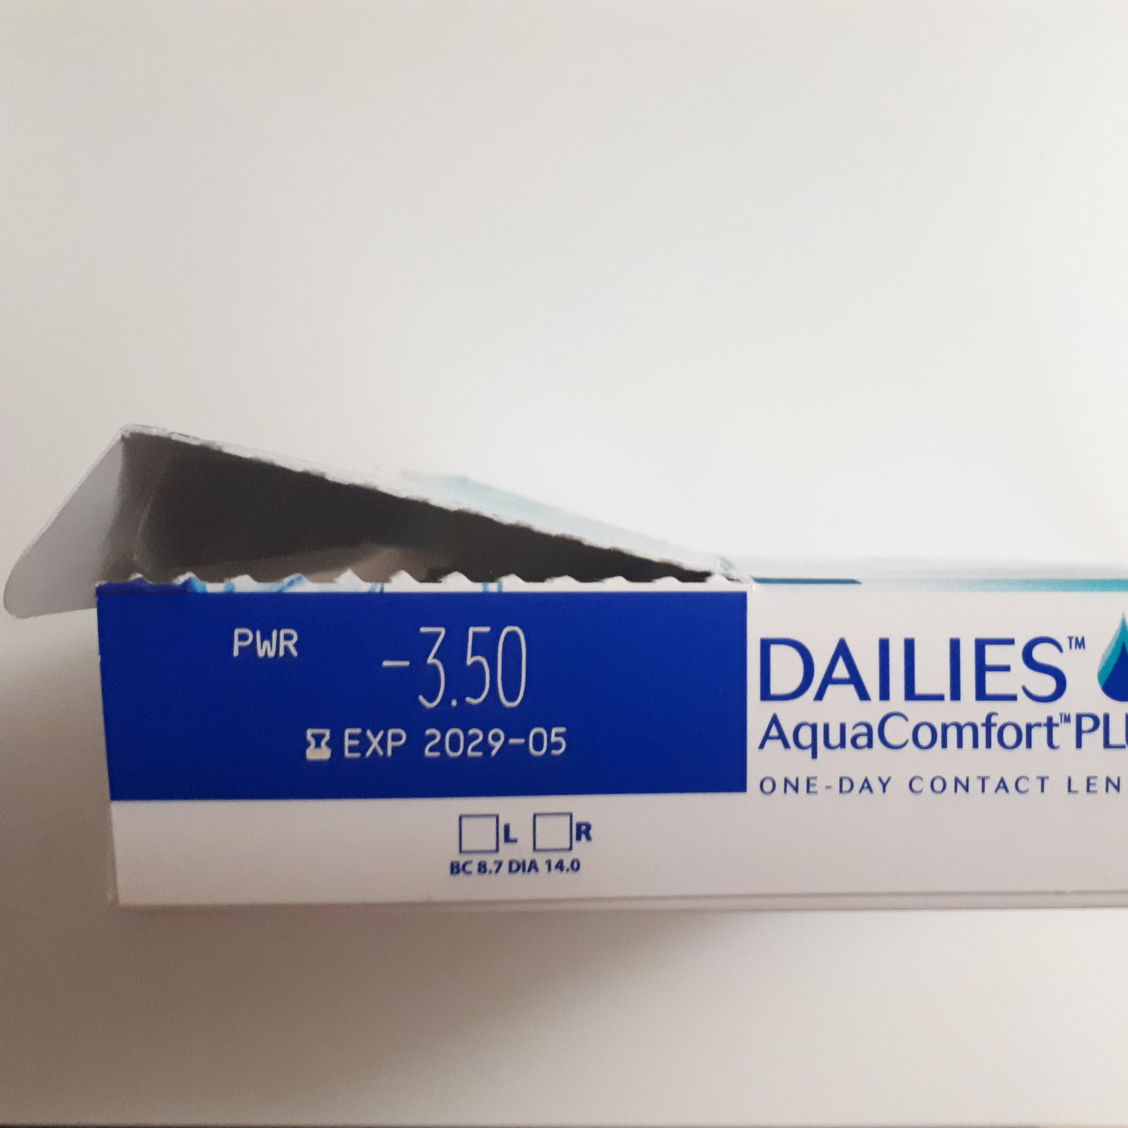 PWR -3.50
EXP 2029-05
L R
BC 8.7 DIA 14.0
DAILIES™
AquaComfort™
ONE-DAY CONTACT